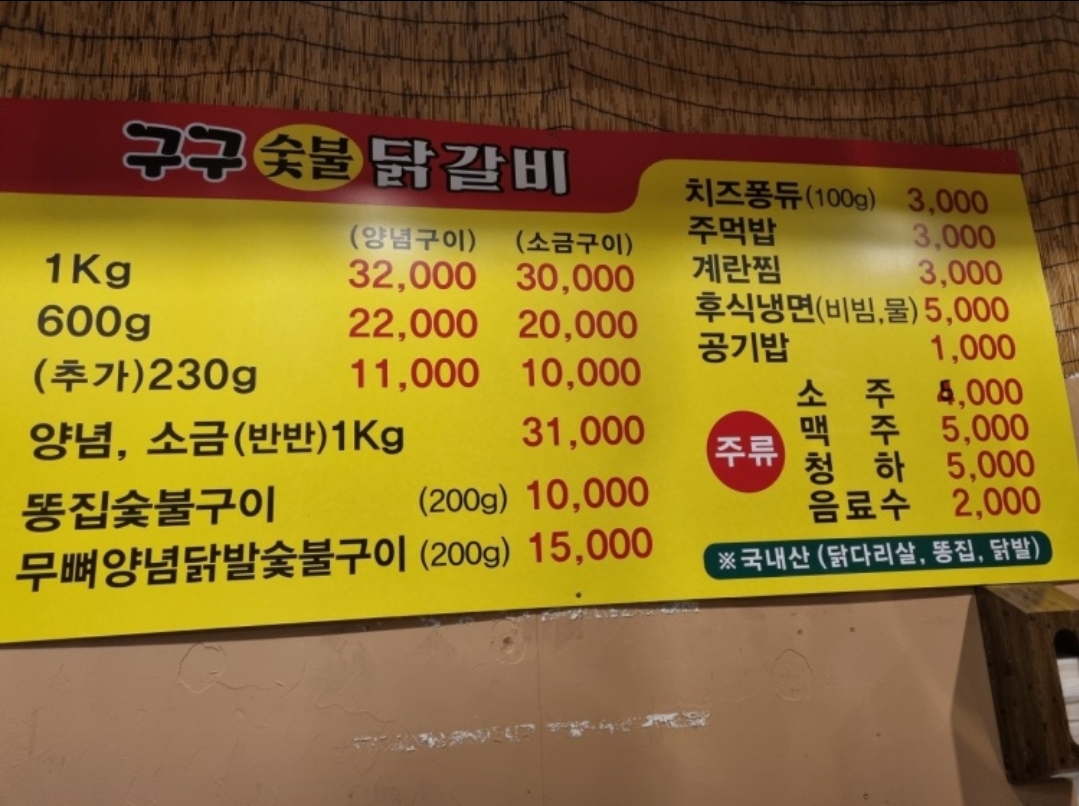 구구 숯불 닭갈비
(양념구이) (소금구이)
1Kg 32,000 30,000
600g 22,000 20,000
(추가)230g 11,000 10,000
양념, 소금(반반)1Kg 31,000
똥집숯불구이 (200g) 10,000
무뼈양념닭발숯불구이 (200g) 15,000
치즈퐁듀(100g) 3,000
주먹밥 3,000
계란찜 3,000
후식냉면(비빔,물) 5,000
공기밥 1,000
주류
소주 5,000
맥주 5,000
청하 5,000
음료수 2,000
※국내산 (닭다리살, 똥집, 닭발)